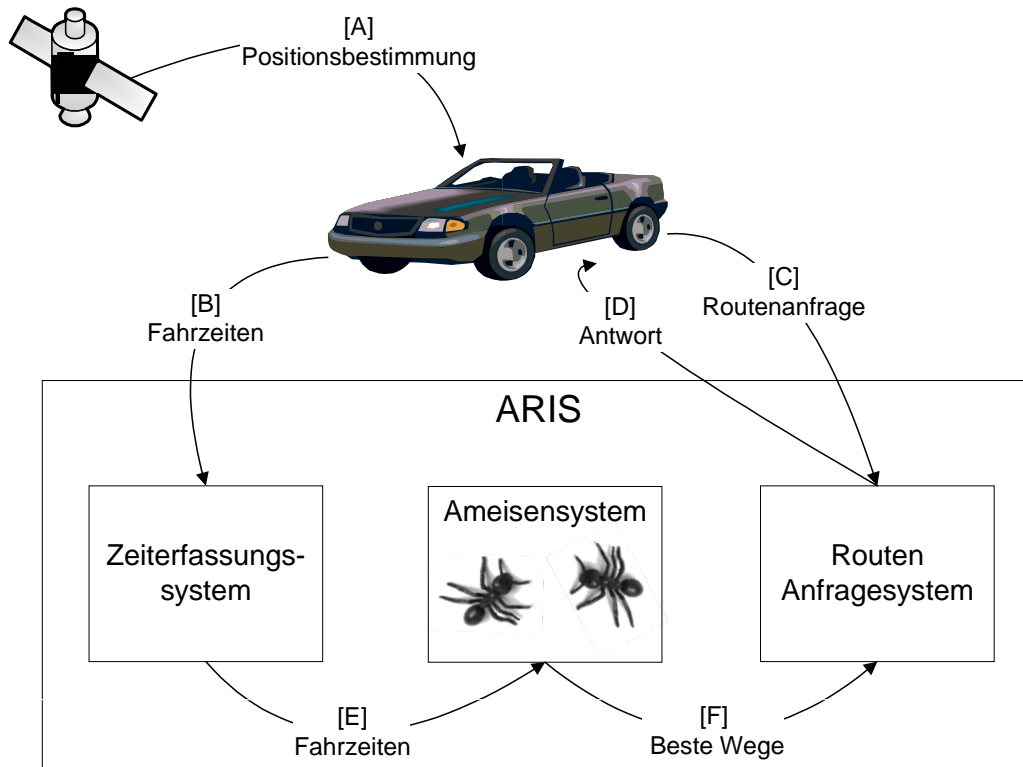 [A]
Positionsbestimmung
[B]
Fahrzeiten
[D]
Antwort
[C]
Routenanfrage
ARIS
Zeiterfassungs-
system
Ameisensystem
Routen
Anfragesystem
[E]
Fahrzeiten
[F]
Beste Wege